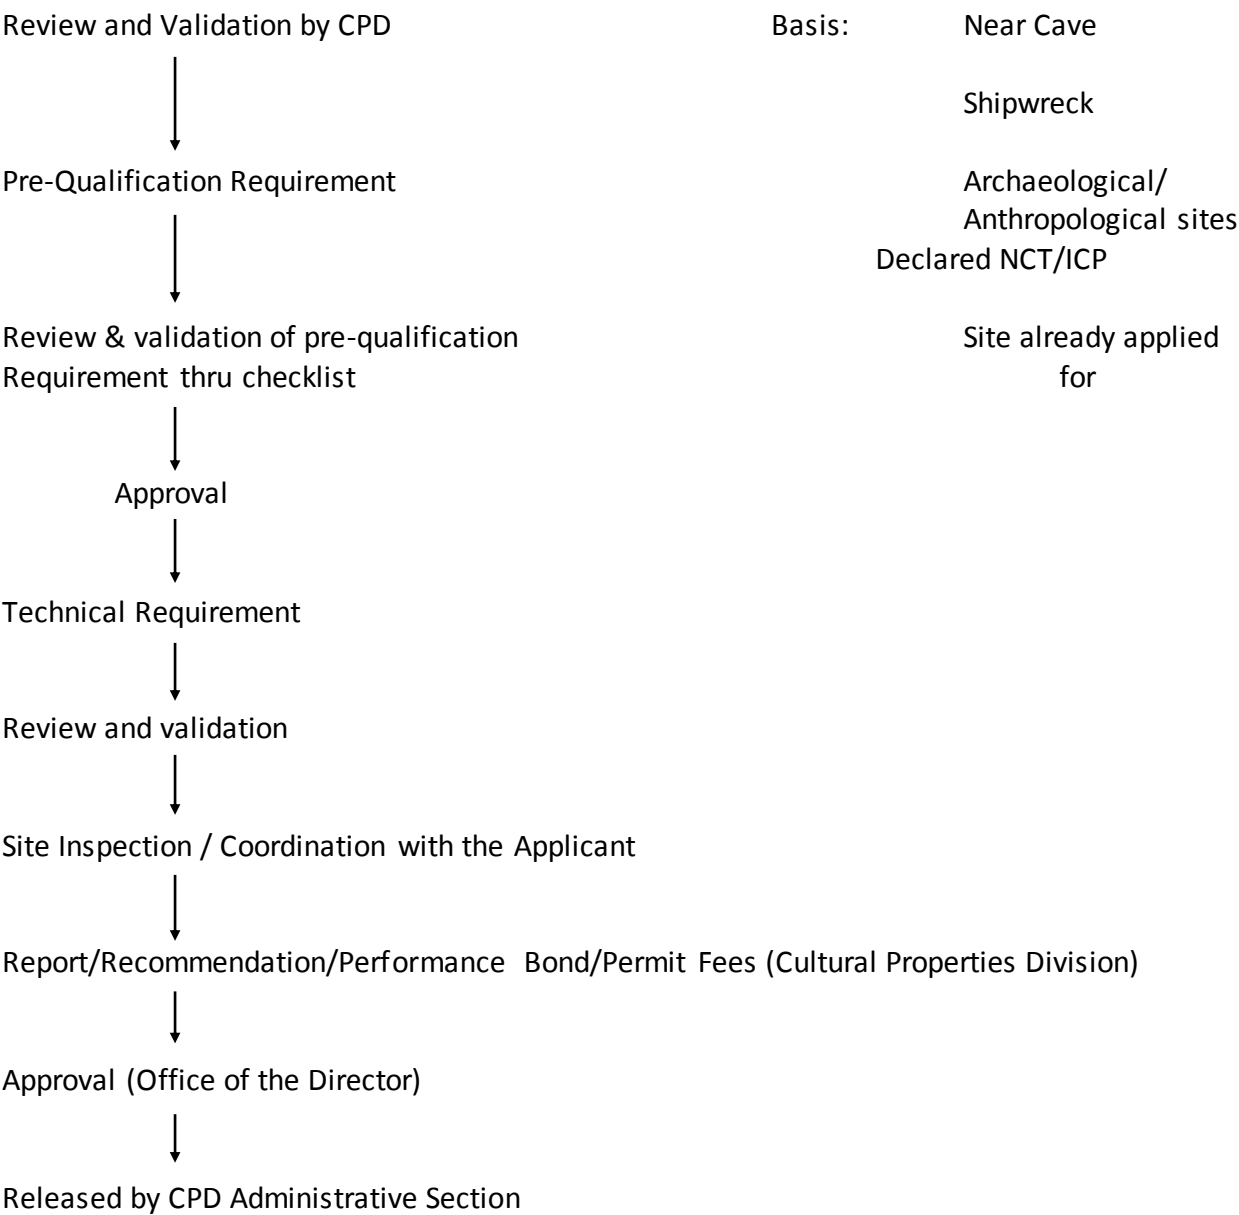 Review and Validation by CPD
Basis:
Near Cave
Shipwreck
Pre-Qualification Requirement
Archaeological/
Anthropological sites
Declared NCT/ICP
Review & validation of pre-qualification
Requirement thru checklist
Site already applied
for
Approval
Technical Requirement
Review and validation
Site Inspection / Coordination with the Applicant
Report/Recommendation/Performance Bond/Permit Fees (Cultural Properties Division)
Approval (Office of the Director)
Released by CPD Administrative Section